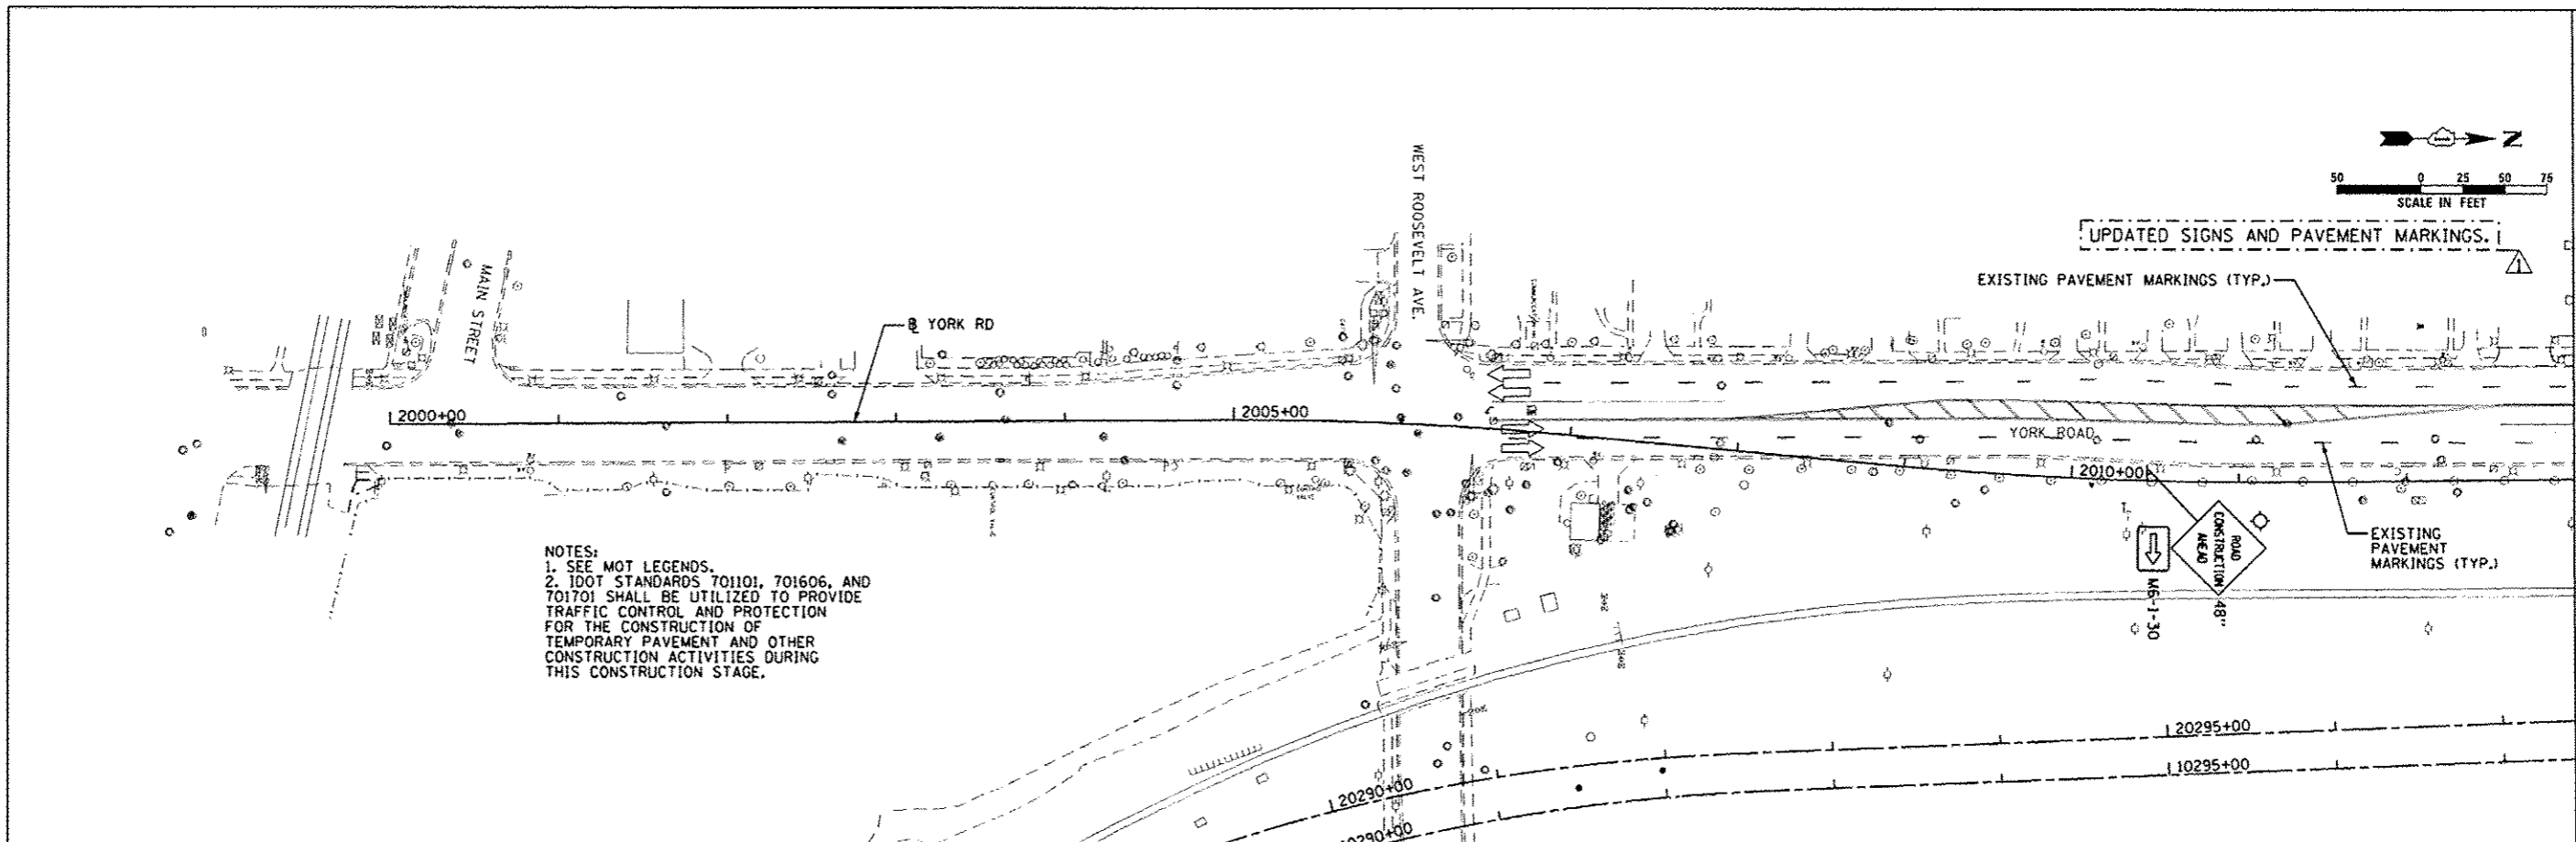 N
50 0 25 50 75
SCALE IN FEET
UPDATED SIGNS AND PAVEMENT MARKINGS.
1
EXISTING PAVEMENT MARKINGS (TYP.)
WEST ROOSEVELT AVE.
MAIN STREET
℄ YORK RD
2000+00
2005+00
YORK ROAD
2010+00
ROAD
CONSTRUCTION
AHEAD
48"
M6-1-30
EXISTING
PAVEMENT
MARKINGS (TYP.)
NOTES:
1. SEE MOT LEGENDS.
2. IDOT STANDARDS 701101, 701606, AND
701701 SHALL BE UTILIZED TO PROVIDE
TRAFFIC CONTROL AND PROTECTION
FOR THE CONSTRUCTION OF
TEMPORARY PAVEMENT AND OTHER
CONSTRUCTION ACTIVITIES DURING
THIS CONSTRUCTION STAGE.
20295+00
10295+00
20290+00
0290+00